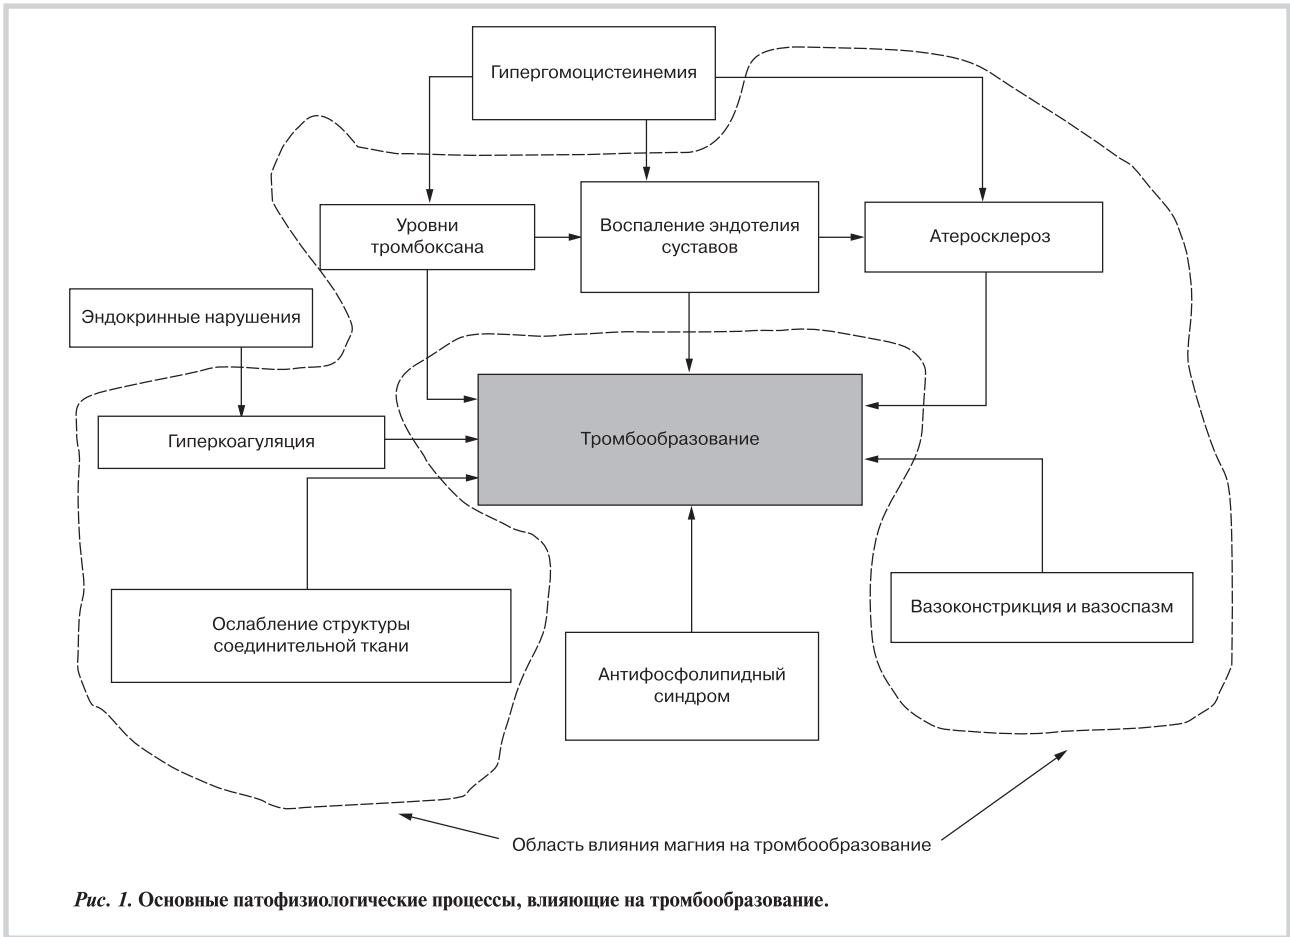 Гипергомоцистеинемия
Уровни
тромбоксана
Воспаление эндотелия
суставов
Атеросклероз
Эндокринные нарушения
Гиперкоагуляция
Тромбообразование
Ослабление структуры
соединительной ткани
Вазоконстрикция и вазоспазм
Антифосфолипидный
синдром
Область влияния магния на тромбообразование
Рис. 1. Основные патофизиологические процессы, влияющие на тромбообразование.